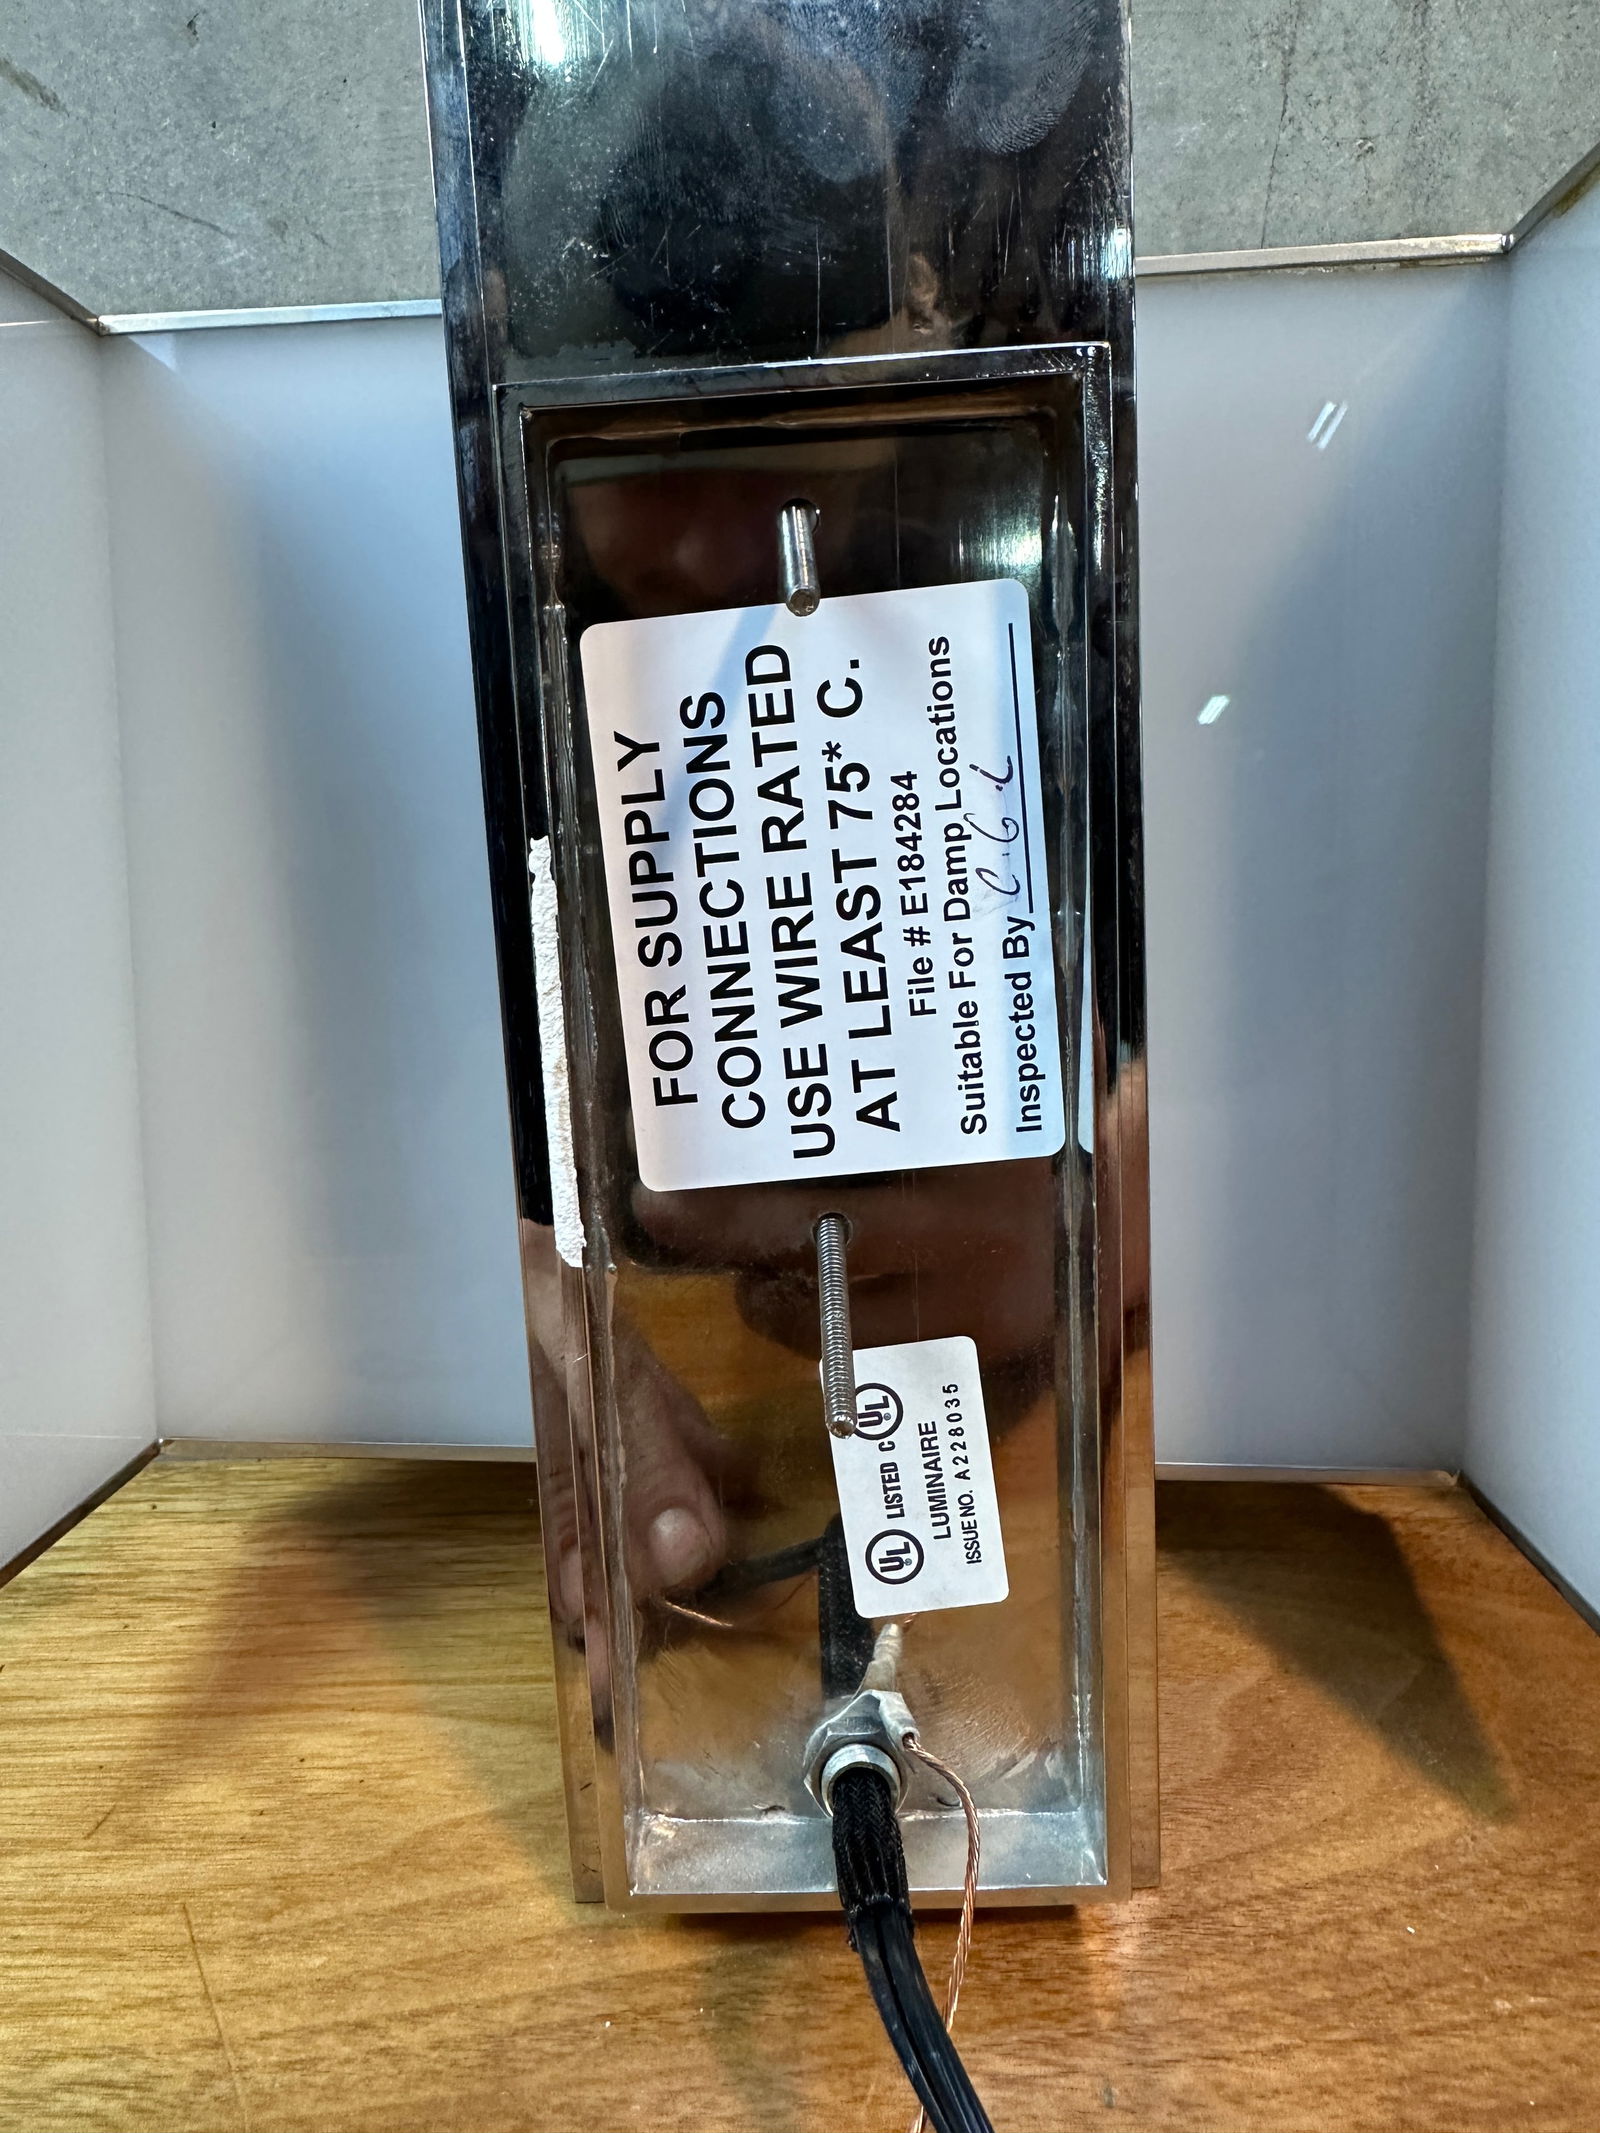 FOR SUPPLY
CONNECTIONS
USE WIRE RATED
AT LEAST 75* C.
File # E184284
Suitable For Damp Locations
Inspected By C.G.L
UL LISTED C UL
LUMINAIRE
ISSUE NO. A228035